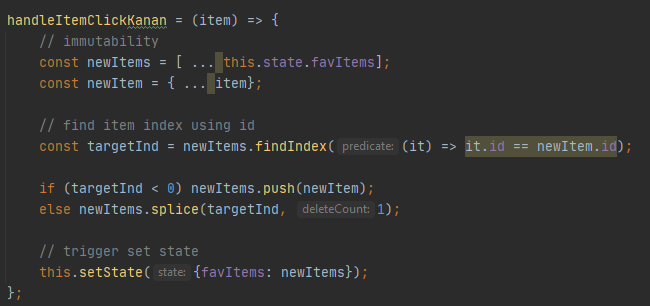 handleItemClickKanan = (item) => {
// immutability
const newItems = [ ... this.state.favItems];
const newItem = { ... item};
// find item index using id
const targetInd = newItems.findIndex( predicate: (it) => it.id == newItem.id);
if (targetInd < 0) newItems.push(newItem);
else newItems.splice(targetInd, deleteCount: 1);
// trigger set state
this.setState( state: {favItems: newItems});
};